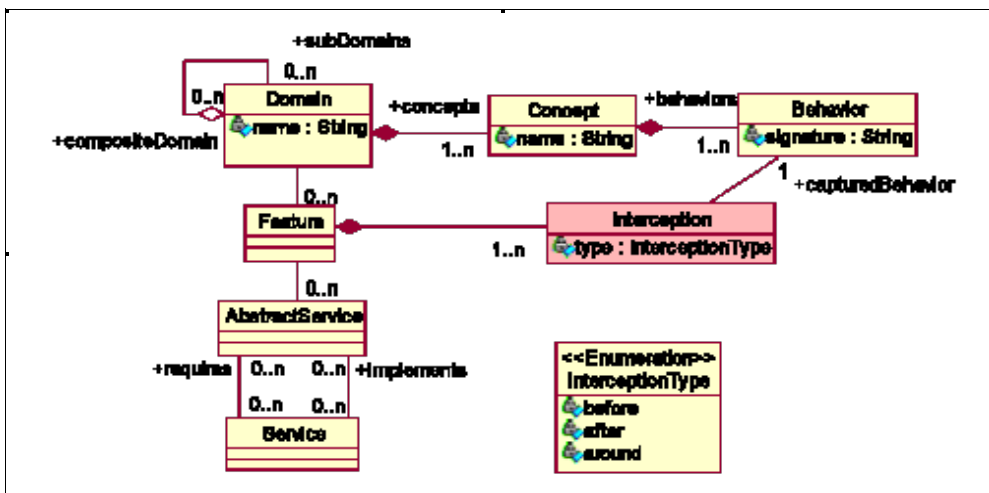 +subDomains
0..n
0..n
Domain
name : String
+compositeDomain
+concepts
1..n
Concept
name : String
+behaviors
1..n
Behavior
signature : String
1
+capturedBehavior
0..n
Feature
1..n
Interception
type : InterceptionType
0..n
AbstractService
+requires
0..n
0..n
+implements
0..n
0..n
Service
<<Enumeration>>
InterceptionType
before
after
around